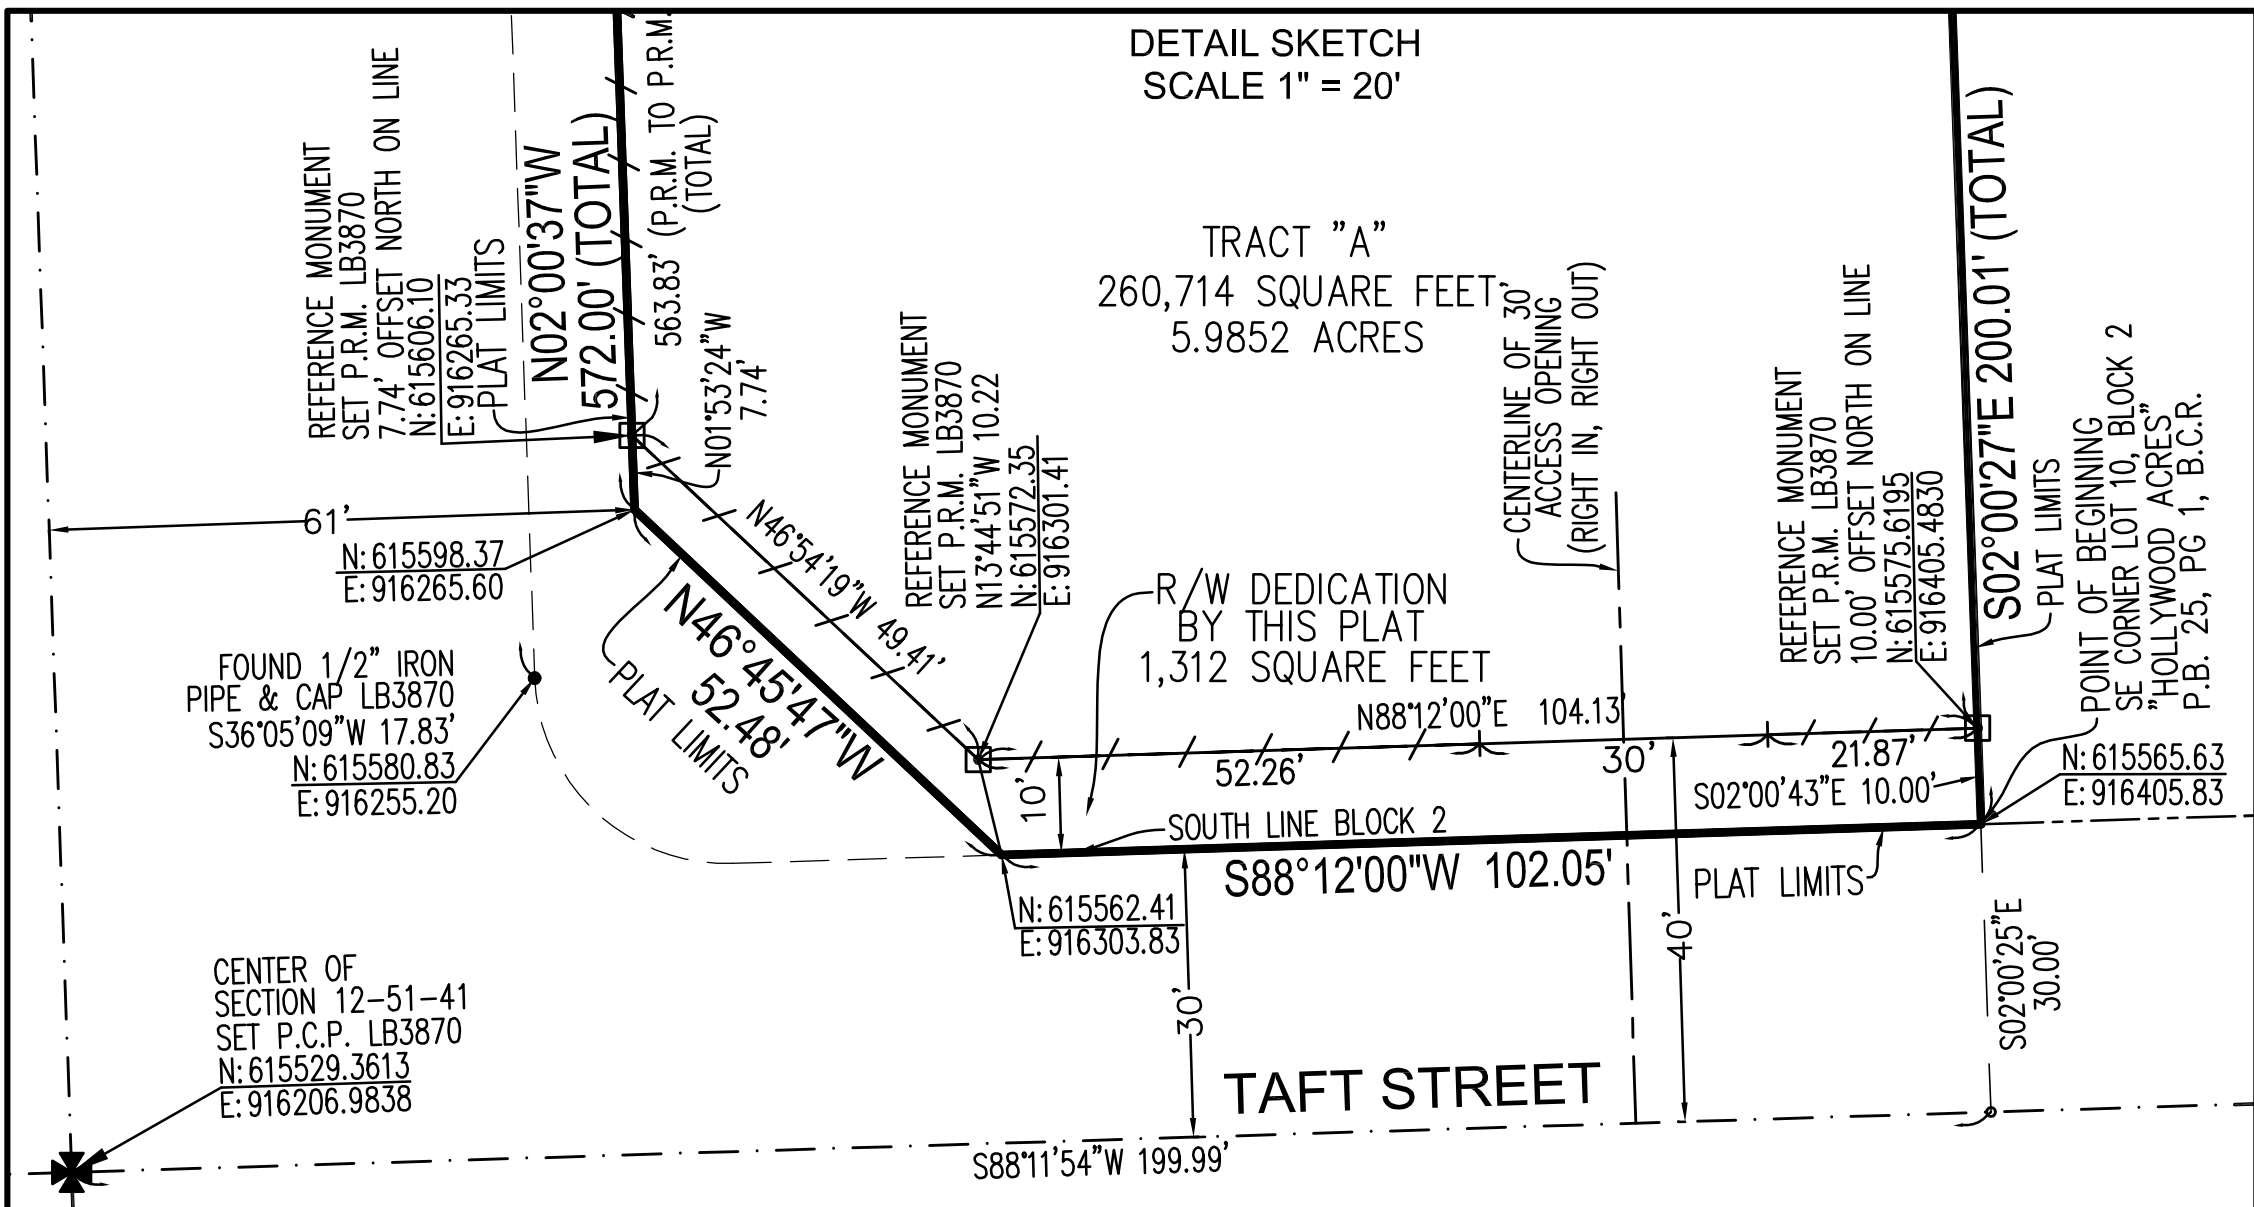 DETAIL SKETCH
SCALE 1" = 20'
REFERENCE MONUMENT
SET P.R.M. LB3870
7.74' OFFSET NORTH ON LINE
N:615606.10
E:916265.33
PLAT LIMITS
N02°00'37"W
572.00' (TOTAL)
563.83' (P.R.M. TO P.R.M.
(TOTAL)
N01°53'24"W
7.74'
TRACT "A"
260,714 SQUARE FEET
5.9852 ACRES
REFERENCE MONUMENT
SET P.R.M. LB3870
N13°44'51"W 10.22
N:615572.35
E:916301.41
CENTERLINE OF 30'
ACCESS OPENING
(RIGHT IN, RIGHT OUT)
REFERENCE MONUMENT
SET P.R.M. LB3870
10.00' OFFSET NORTH ON LINE
N:615575.6195
E:916405.4830
S02°00'27"E 200.01' (TOTAL)
PLAT LIMITS
POINT OF BEGINNING
SE CORNER LOT 10, BLOCK 2
"HOLLYWOOD ACRES"
P.B. 25, PG 1, B.C.R.
61'
N:615598.37
E:916265.60
N46°54'19"W 49.41'
N46°45'47"W
52.48'
PLAT LIMITS
R/W DEDICATION
BY THIS PLAT
1,312 SQUARE FEET
FOUND 1/2" IRON
PIPE & CAP LB3870
S36°05'09"W 17.83'
N:615580.83
E:916255.20
N88°12'00"E 104.13'
52.26'
30'
21.87'
S02°00'43"E 10.00'
N:615565.63
E:916405.83
10'
SOUTH LINE BLOCK 2
S88°12'00"W 102.05'
PLAT LIMITS
N:615562.41
E:916303.83
30'
40'
S02°00'25"E
30.00'
CENTER OF
SECTION 12-51-41
SET P.C.P. LB3870
N:615529.3613
E:916206.9838
TAFT STREET
S88°11'54"W 199.99'